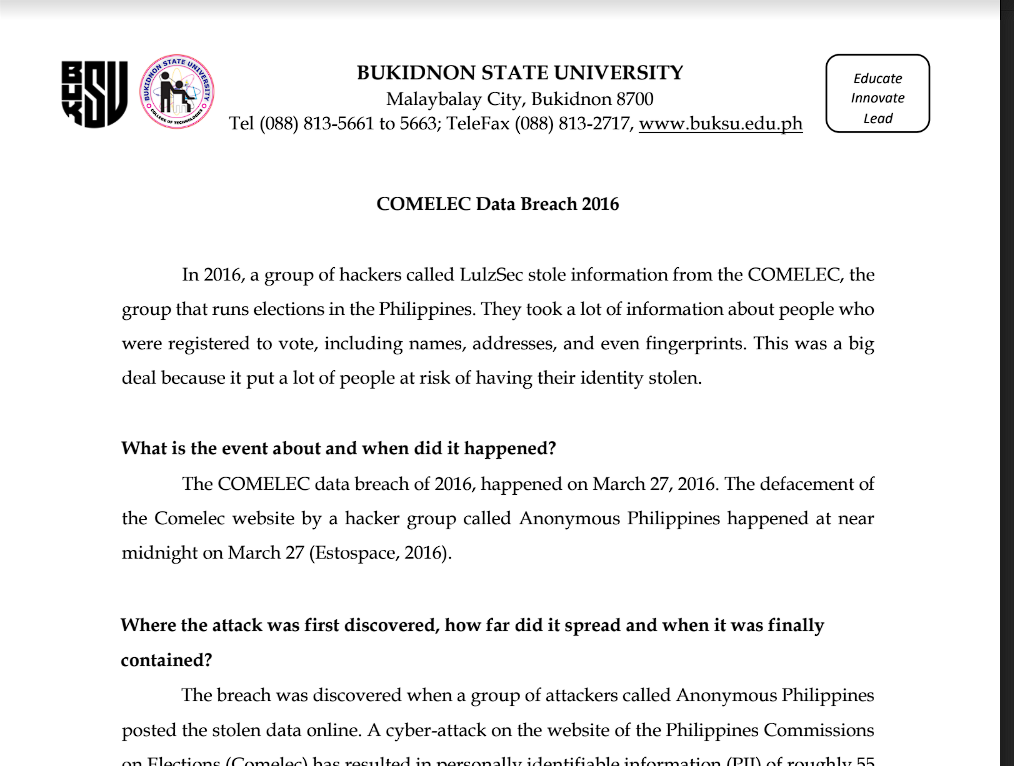 BUKSU
BUKIDNON STATE UNIVERSITY
COLLEGE OF TECHNOLOGIES
BUKIDNON STATE UNIVERSITY
Malaybalay City, Bukidnon 8700
Tel (088) 813-5661 to 5663; TeleFax (088) 813-2717, www.buksu.edu.ph
Educate
Innovate
Lead
COMELEC Data Breach 2016
In 2016, a group of hackers called LulzSec stole information from the COMELEC, the
group that runs elections in the Philippines. They took a lot of information about people who
were registered to vote, including names, addresses, and even fingerprints. This was a big
deal because it put a lot of people at risk of having their identity stolen.
What is the event about and when did it happened?
The COMELEC data breach of 2016, happened on March 27, 2016. The defacement of
the Comelec website by a hacker group called Anonymous Philippines happened at near
midnight on March 27 (Estospace, 2016).
Where the attack was first discovered, how far did it spread and when it was finally
contained?
The breach was discovered when a group of attackers called Anonymous Philippines
posted the stolen data online. A cyber-attack on the website of the Philippines Commissions
on Elections (Comelec) has resulted in personally identifiable information (PII) of roughly 55